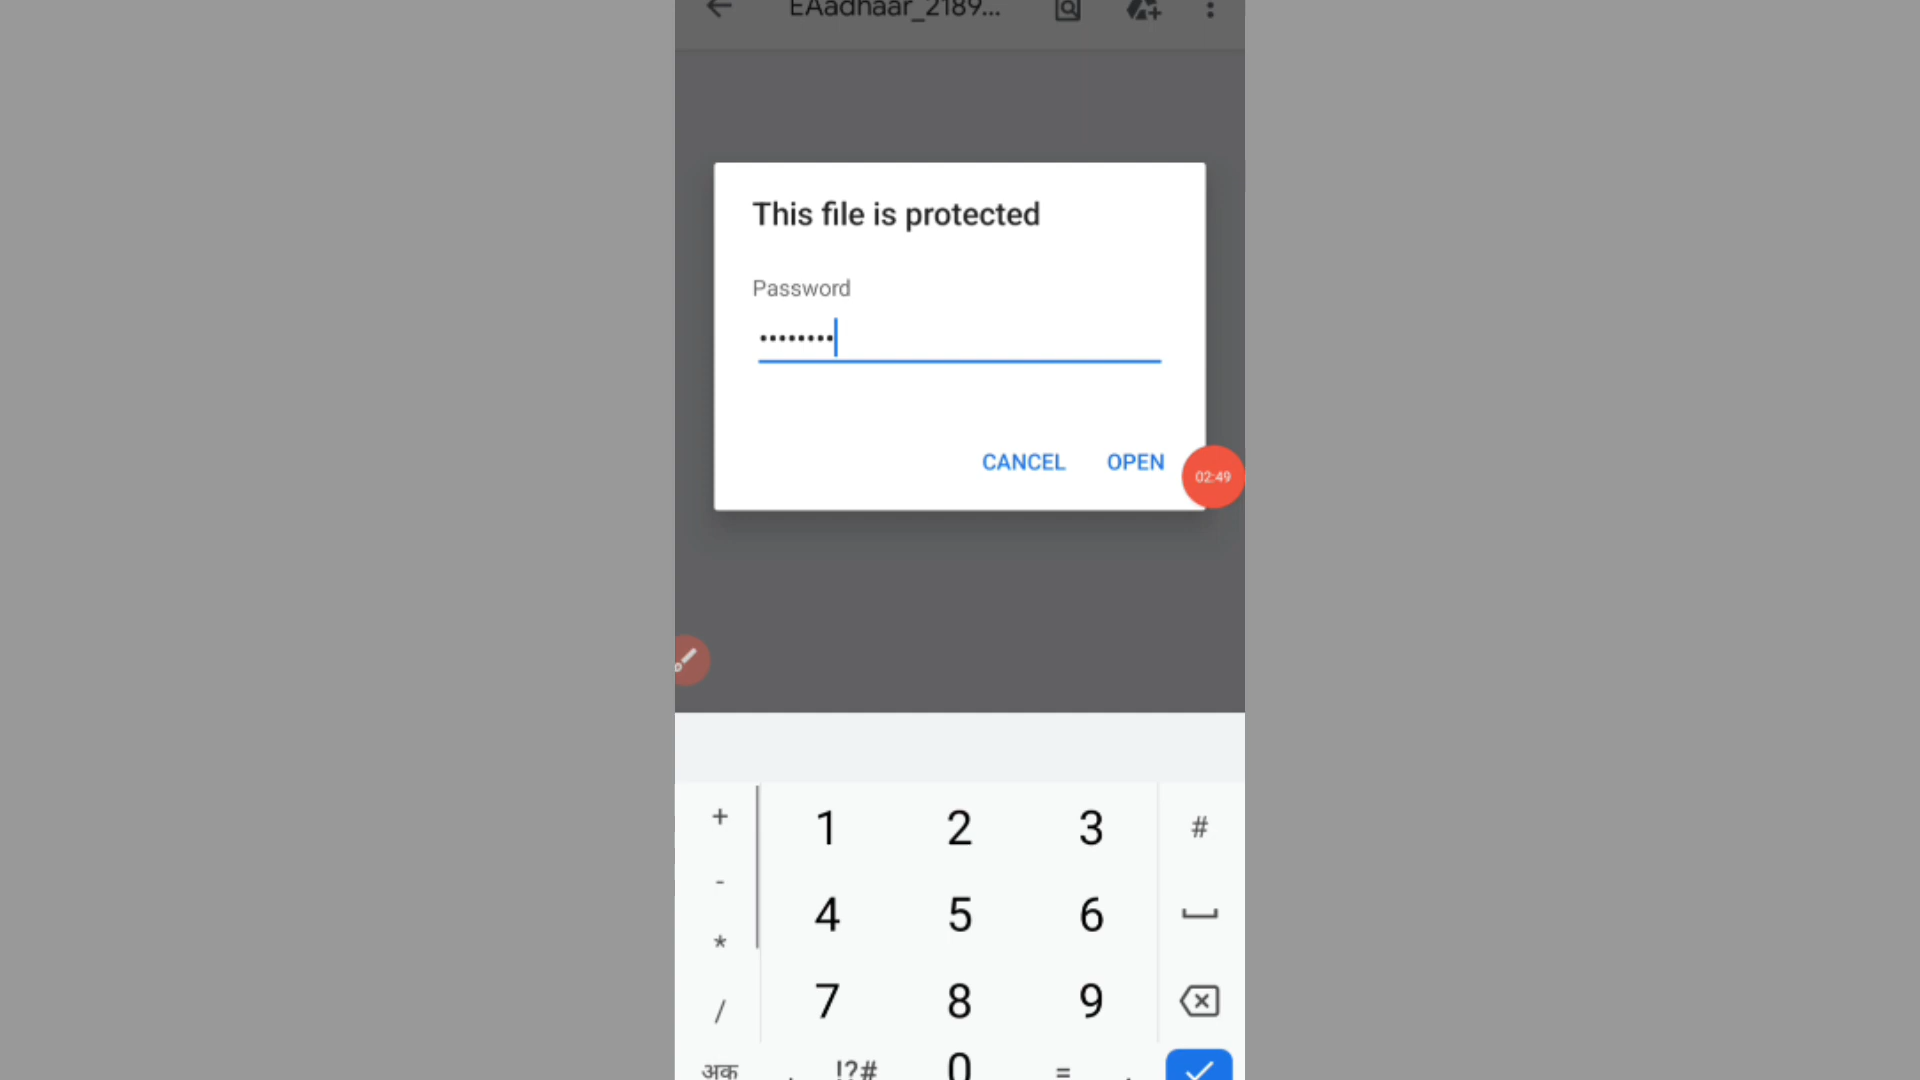 EAadhaar_2189...
This file is protected
Password
••••••••
CANCEL OPEN
02:49
+ 1 2 3 #
- 4 5 6
* 7 8 9
/
अक , !?# 0 = .